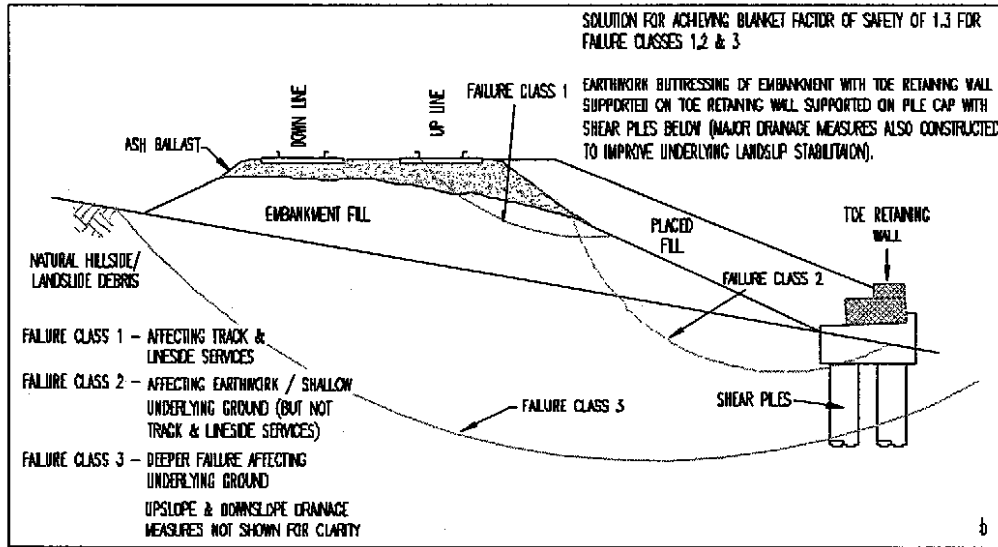 SOLUTION FOR ACHIEVING BLANKET FACTOR OF SAFETY OF 1.3 FOR
FAILURE CLASSES 1,2 & 3
EARTHWORK BUTTRESSING OF EMBANKMENT WITH TOE RETAINING WALL
SUPPORTED ON TOE RETAINING WALL SUPPORTED ON PILE CAP WITH
SHEAR PILES BELOW (MAJOR DRAINAGE MEASURES ALSO CONSTRUCTED
TO IMPROVE UNDERLYING LANDSLIP STABILITAION).
FAILURE CLASS 1
DOWN LINE
UP LINE
ASH BALLAST
EMBANKMENT FILL
PLACED
FILL
TOE RETAINING
WALL
NATURAL HILLSIDE/
LANDSLIDE DEBRIS
FAILURE CLASS 2
FAILURE CLASS 1 - AFFECTING TRACK &
LINESIDE SERVICES
FAILURE CLASS 2 - AFFECTING EARTHWORK / SHALLOW
UNDERLYING GROUND (BUT NOT
TRACK & LINESIDE SERVICES)
FAILURE CLASS 3
SHEAR PILES
FAILURE CLASS 3 - DEEPER FAILURE AFFECTING
UNDERLYING GROUND
UPSLOPE & DOWNSLOPE DRAINAGE
MEASURES NOT SHOWN FOR CLARITY
b